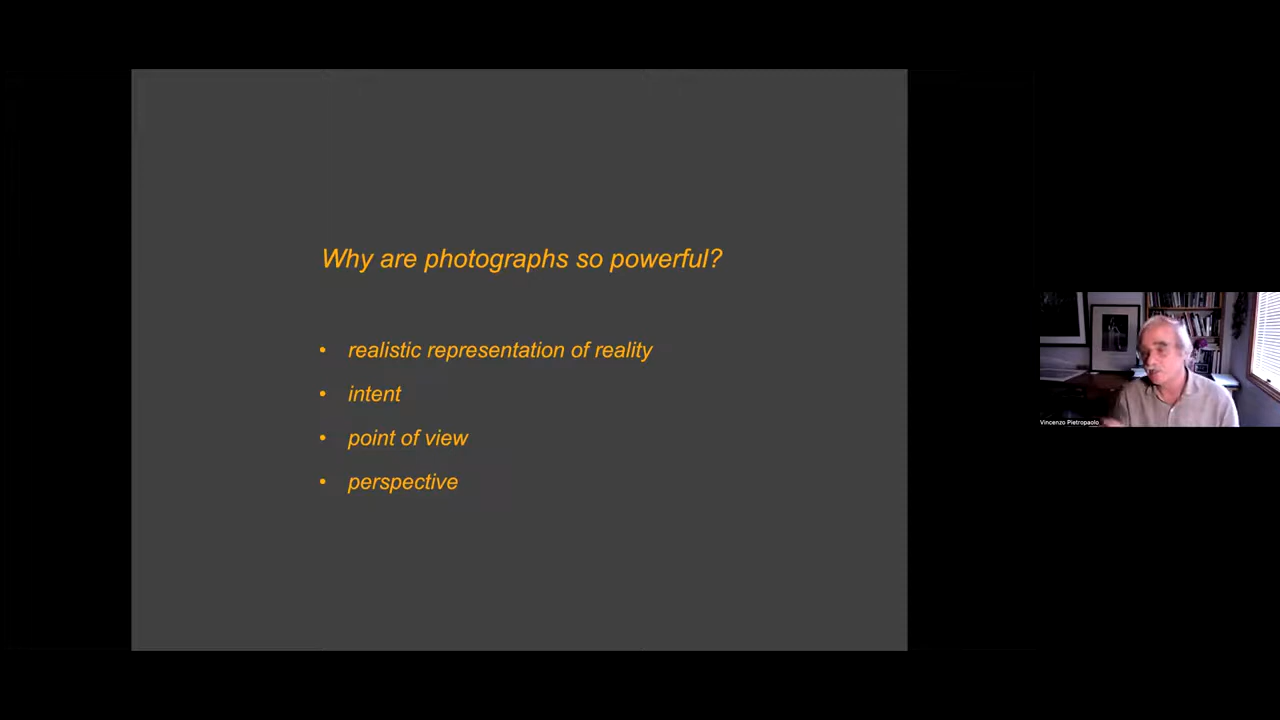 Why are photographs so powerful?
• realistic representation of reality
• intent
• point of view
• perspective
Vincenzo Pietropaolo